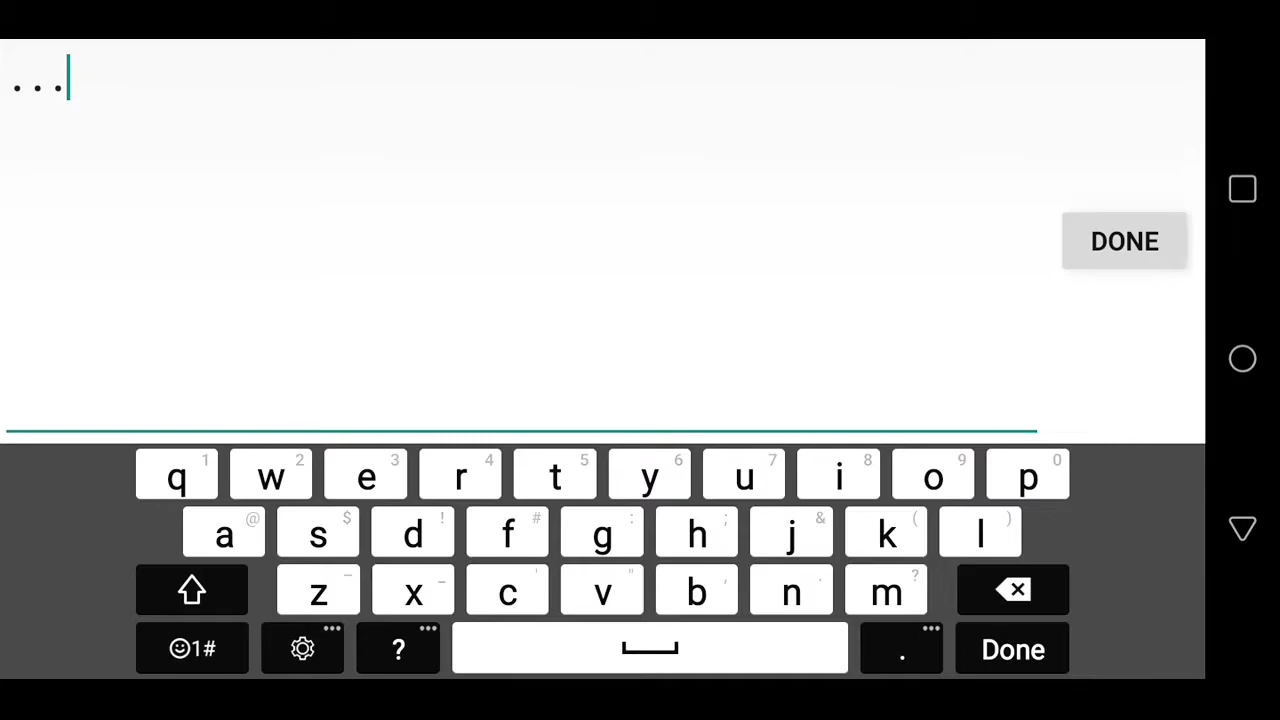 ...
DONE
q 1 w 2 e 3 r 4 t 5 y 6 u 7 i 8 o 9 p 0
a @ s $ d ! f # g : h ; j & k ( l )
z – x _ c ' v " b , n . m ?
☺1# ... ? ... . ... Done